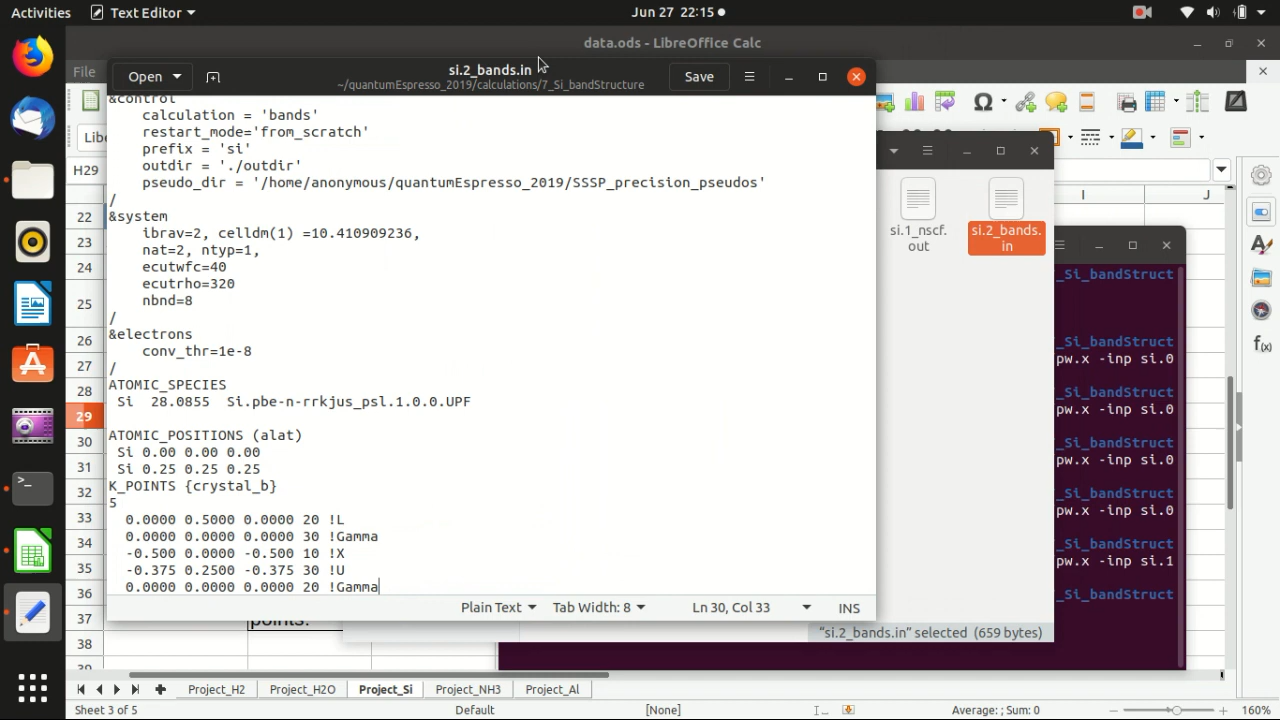 Activities
Text Editor
Jun 27 22:15
data.ods - LibreOffice Calc
Open
si.2_bands.in
~/quantumEspresso_2019/calculations/7_Si_bandStructure
Save
File
H29
&control
calculation = 'bands'
restart_mode='from_scratch'
prefix = 'si'
outdir = './outdir'
pseudo_dir = '/home/anonymous/quantumEspresso_2019/SSSP_precision_pseudos'
/
&system
ibrav=2, celldm(1) =10.410909236,
nat=2, ntyp=1,
ecutwfc=40
ecutrho=320
nbnd=8
/
&electrons
conv_thr=1e-8
/
ATOMIC_SPECIES
Si 28.0855 Si.pbe-n-rrkjus_psl.1.0.0.UPF
ATOMIC_POSITIONS (alat)
Si 0.00 0.00 0.00
Si 0.25 0.25 0.25
K_POINTS {crystal_b}
5
0.0000 0.5000 0.0000 20 !L
0.0000 0.0000 0.0000 30 !Gamma
-0.500 0.0000 -0.500 10 !X
-0.375 0.2500 -0.375 30 !U
0.0000 0.0000 0.0000 20 !Gamma
Plain Text
Tab Width: 8
Ln 30, Col 33
INS
22
23
24
25
26
27
28
29
30
31
32
33
34
35
36
37
38
39
points.
I
J
si.1_nscf.
out
si.2_bands.
in
"si.2_bands.in" selected (659 bytes)
_Si_bandStruct
_Si_bandStruct
pw.x -inp si.0
_Si_bandStruct
pw.x -inp si.0
_Si_bandStruct
pw.x -inp si.0
_Si_bandStruct
pw.x -inp si.0
_Si_bandStruct
pw.x -inp si.1
_Si_bandStruct
Project_H2
Project_H2O
Project_Si
Project_NH3
Project_Al
Sheet 3 of 5
Default
[None]
Average: ; Sum: 0
160%